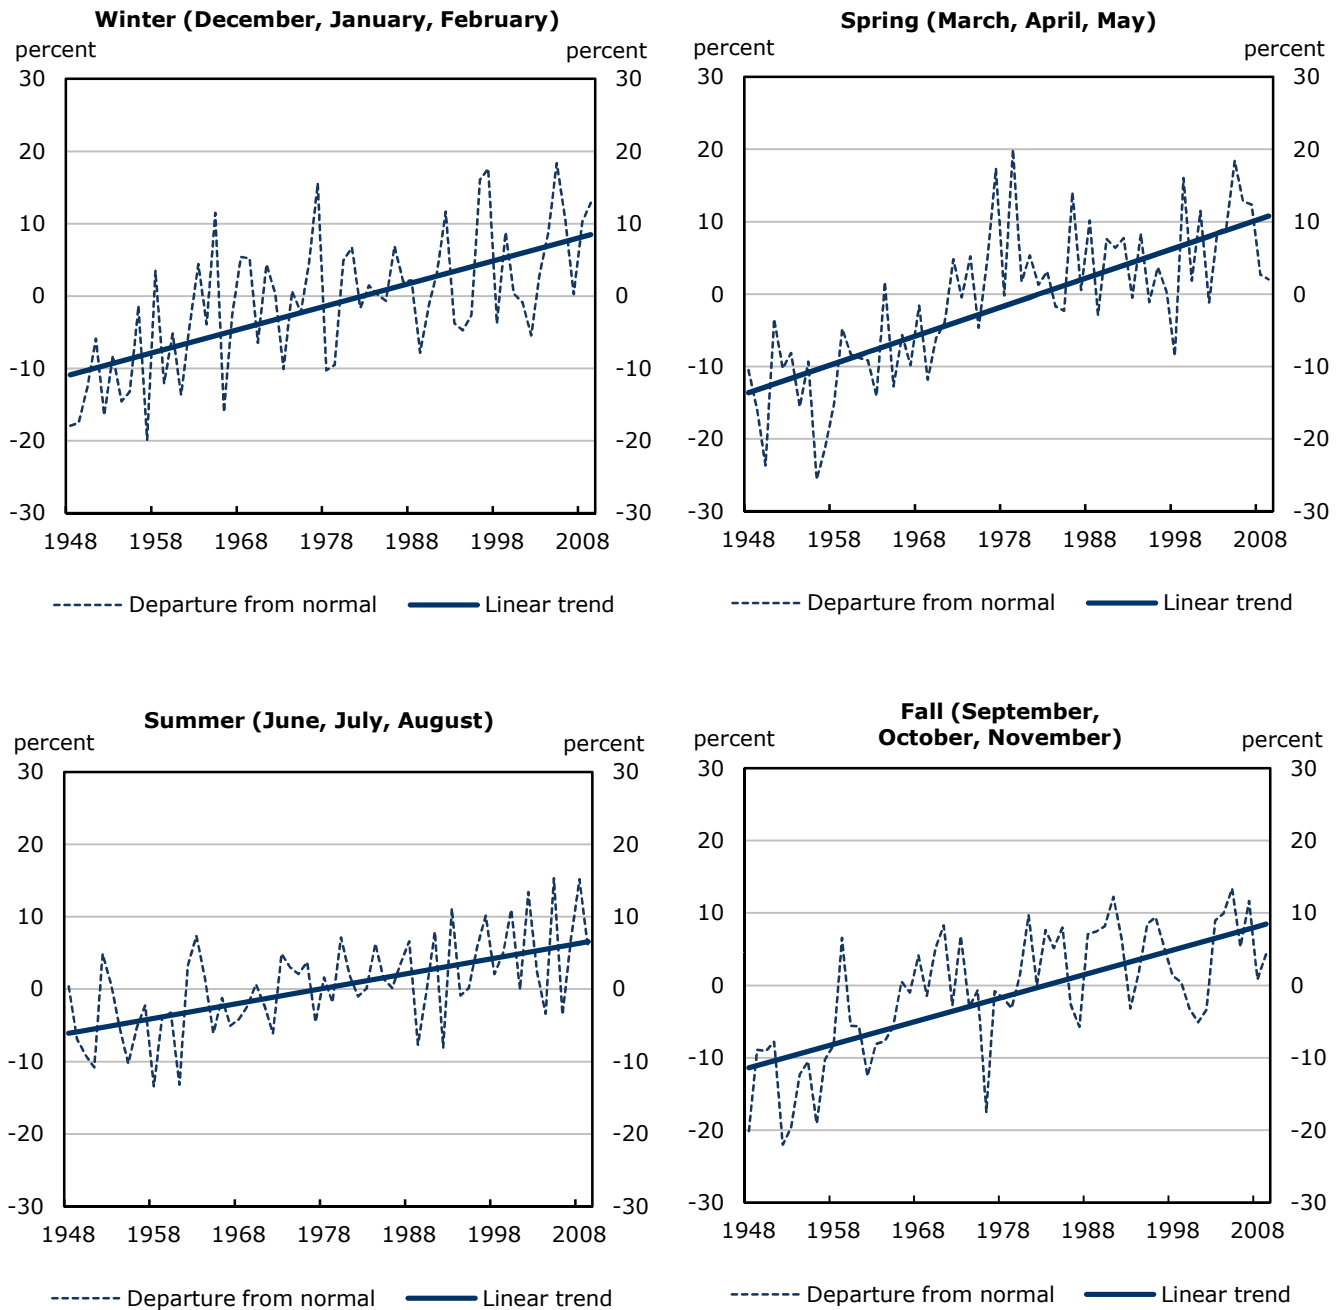 Winter (December, January, February)
percent percent
30 30
20 20
10 10
0 0
-10 -10
-20 -20
-30 -30
1948 1958 1968 1978 1988 1998 2008
Departure from normal Linear trend
Spring (March, April, May)
percent percent
30 30
20 20
10 10
0 0
-10 -10
-20 -20
-30 -30
1948 1958 1968 1978 1988 1998 2008
Departure from normal Linear trend
Summer (June, July, August)
percent percent
30 30
20 20
10 10
0 0
-10 -10
-20 -20
-30 -30
1948 1958 1968 1978 1988 1998 2008
Departure from normal Linear trend
Fall (September,
October, November)
percent percent
30 30
20 20
10 10
0 0
-10 -10
-20 -20
-30 -30
1948 1958 1968 1978 1988 1998 2008
Departure from normal Linear trend